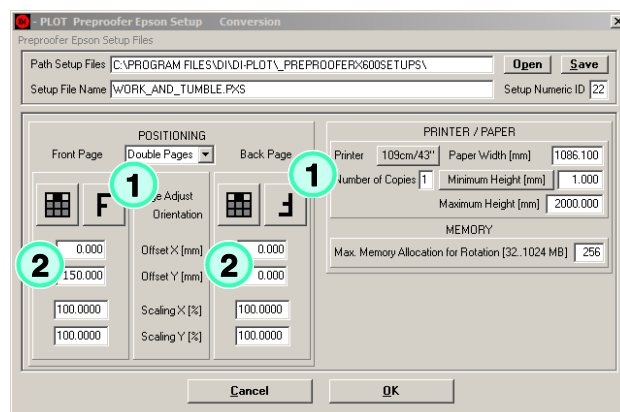 DI - PLOT Preproofer Epson Setup Conversion X
Preproofer Epson Setup Files
Path Setup Files C:\PROGRAM FILES\DI\DI-PLOT\_PREPROOFERX600SETUPS\ Open Save
Setup File Name WORK_AND_TUMBLE.PXS Setup Numeric ID 22
POSITIONING
Front Page Double Pages Back Page
1
F F
e Adjust
Orientation
2
0.000 Offset X [mm] 0.000
150.000 Offset Y [mm] 0.000
2
100.0000 Scaling X [%] 100.0000
100.0000 Scaling Y [%] 100.0000
PRINTER / PAPER
1
Printer 109cm/43" Paper Width [mm] 1086.100
Number of Copies 1 Minimum Height [mm] 1.000
Maximum Height [mm] 2000.000
MEMORY
Max. Memory Allocation for Rotation [32..1024 MB] 256
Cancel OK